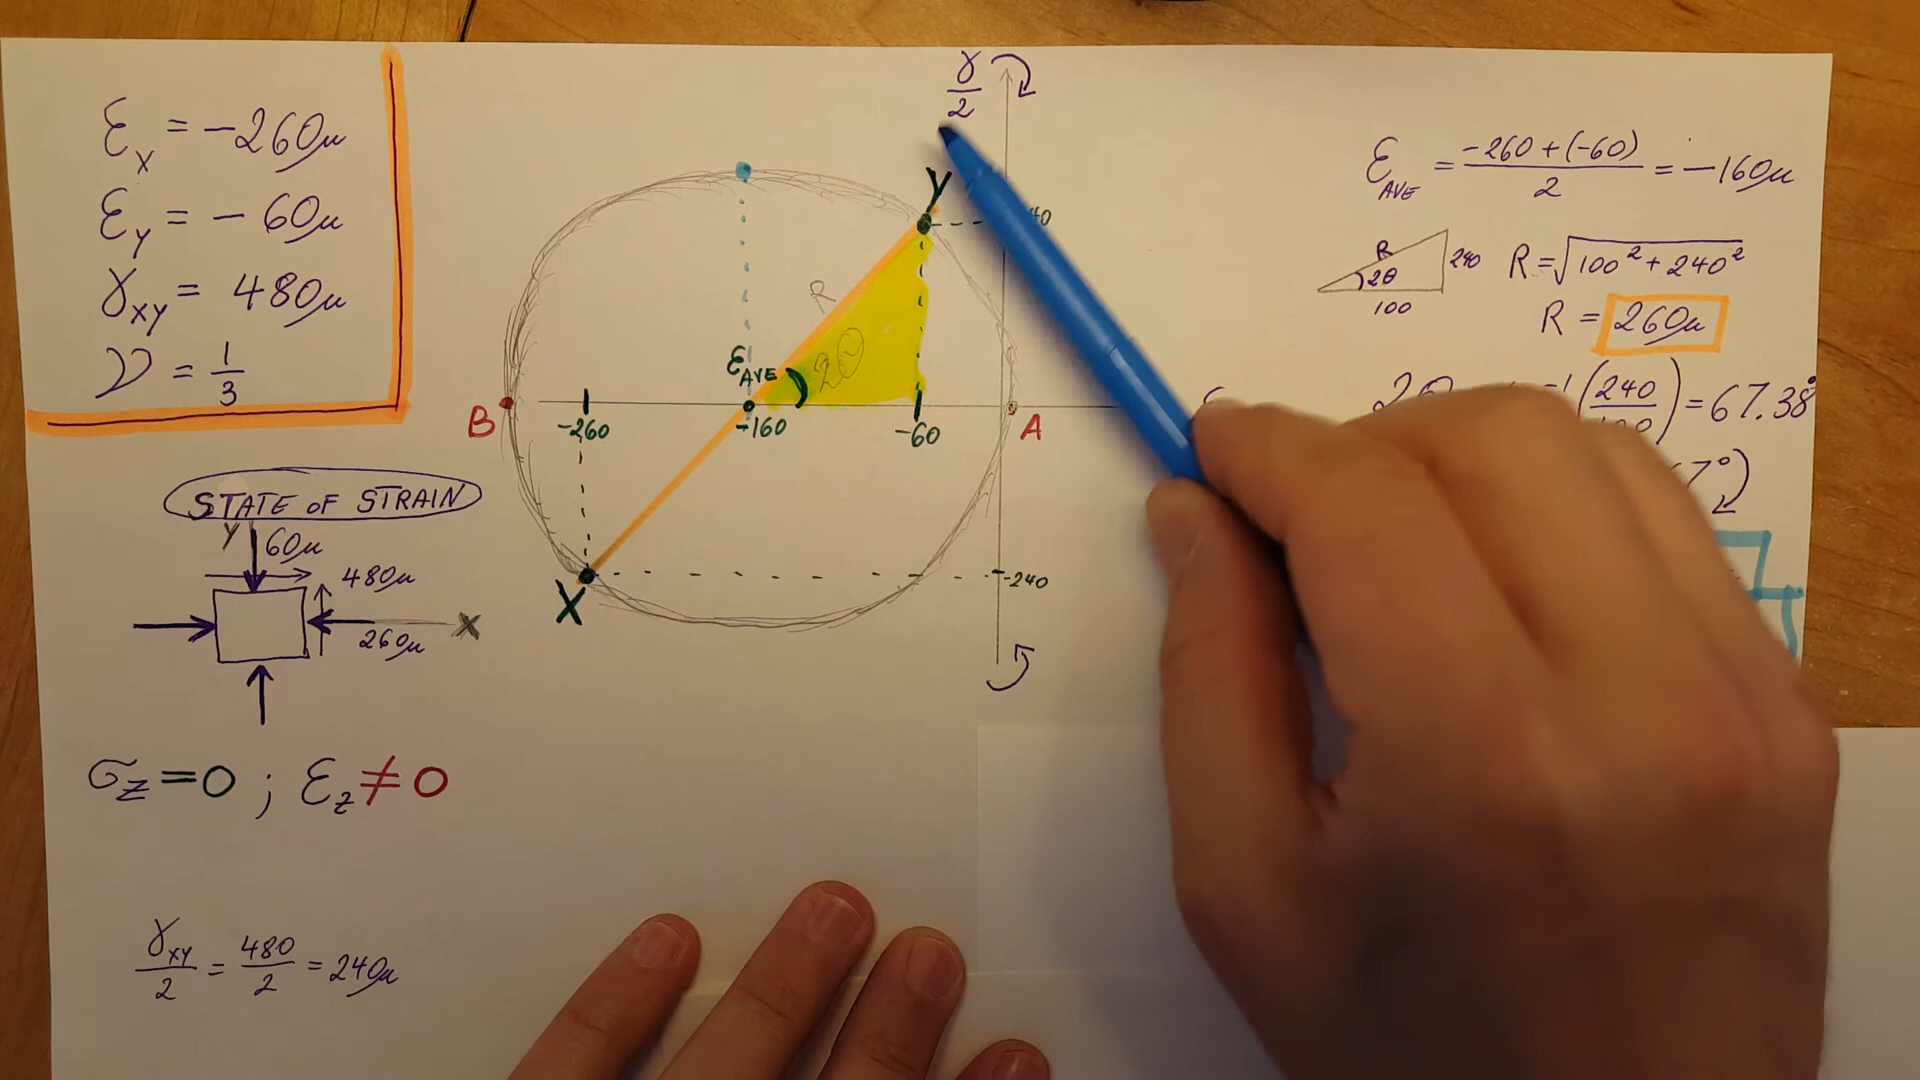 εx = -260μ
εy = - 60μ
γxy = 480μ
ν = 1/3
STATE OF STRAIN
Y
60μ
480μ
X
260μ
σz = 0 ; εz ≠ 0
γxy/2 = 480/2 = 240μ
γ/2
Y
R
εAVE
2θ
B
-260
-160
-60
A
X
-240
εAVE = (-260 + (-60))/2 = -160μ
R
2θ
240
100
R = √(100² + 240²)
R = 260μ
(240/100) = 67.38°